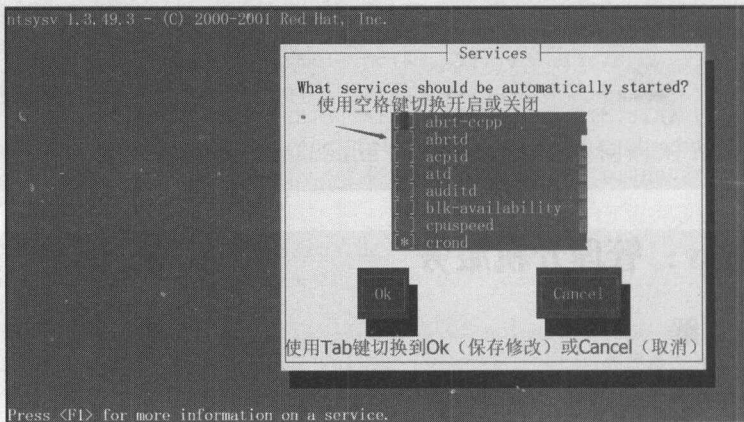 ntsysv 1.3.49.3 - (C) 2000-2001 Red Hat, Inc.
Services
What services should be automatically started?
使用空格键切换开启或关闭
[ ] abrt-ccpp
[ ] abrtd
[ ] acpid
[ ] atd
[ ] auditd
[ ] blk-availability
[ ] cpuspeed
[*] crond
Ok Cancel
使用Tab键切换到Ok（保存修改）或Cancel（取消）
Press <F1> for more information on a service.